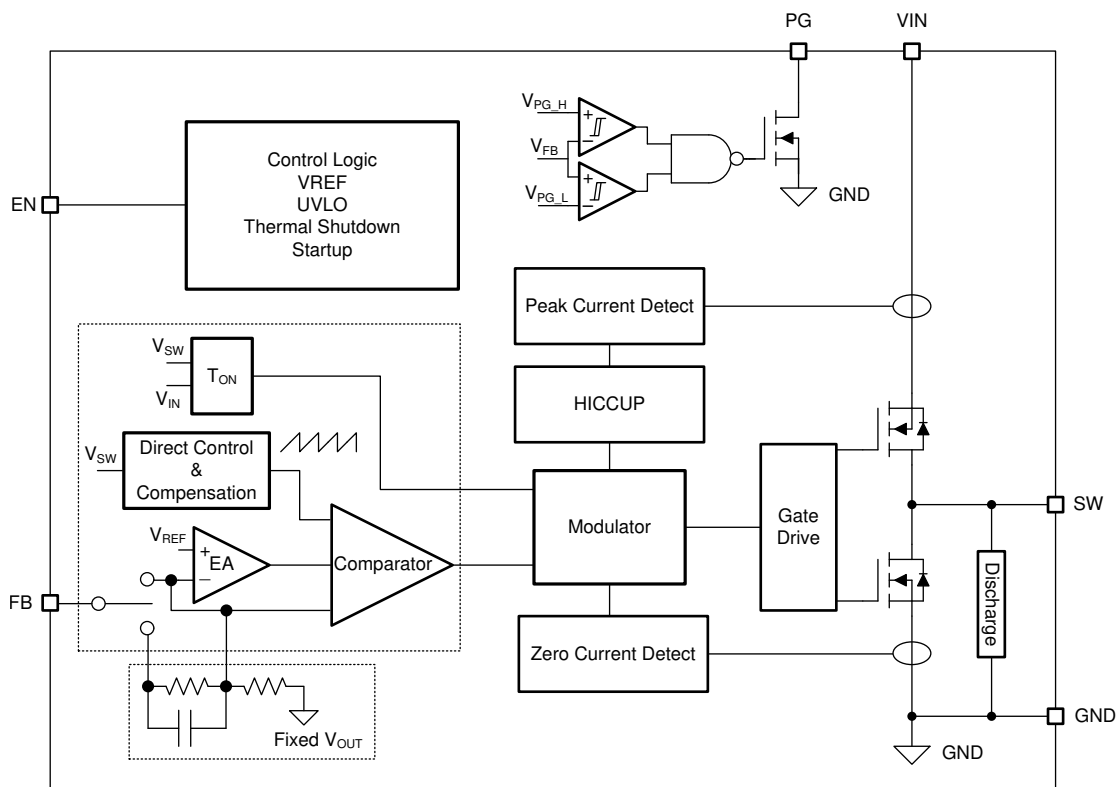 PG
VIN
V_PG_H
+
−
V_FB
+
−
V_PG_L
GND
Control Logic
VREF
UVLO
Thermal Shutdown
Startup
EN
Peak Current Detect
V_SW
V_IN
T_ON
HICCUP
V_SW
Direct Control
&
Compensation
Modulator
Gate
Drive
SW
V_REF
+
−
EA
Comparator
FB
Discharge
Zero Current Detect
Fixed V_OUT
GND
GND